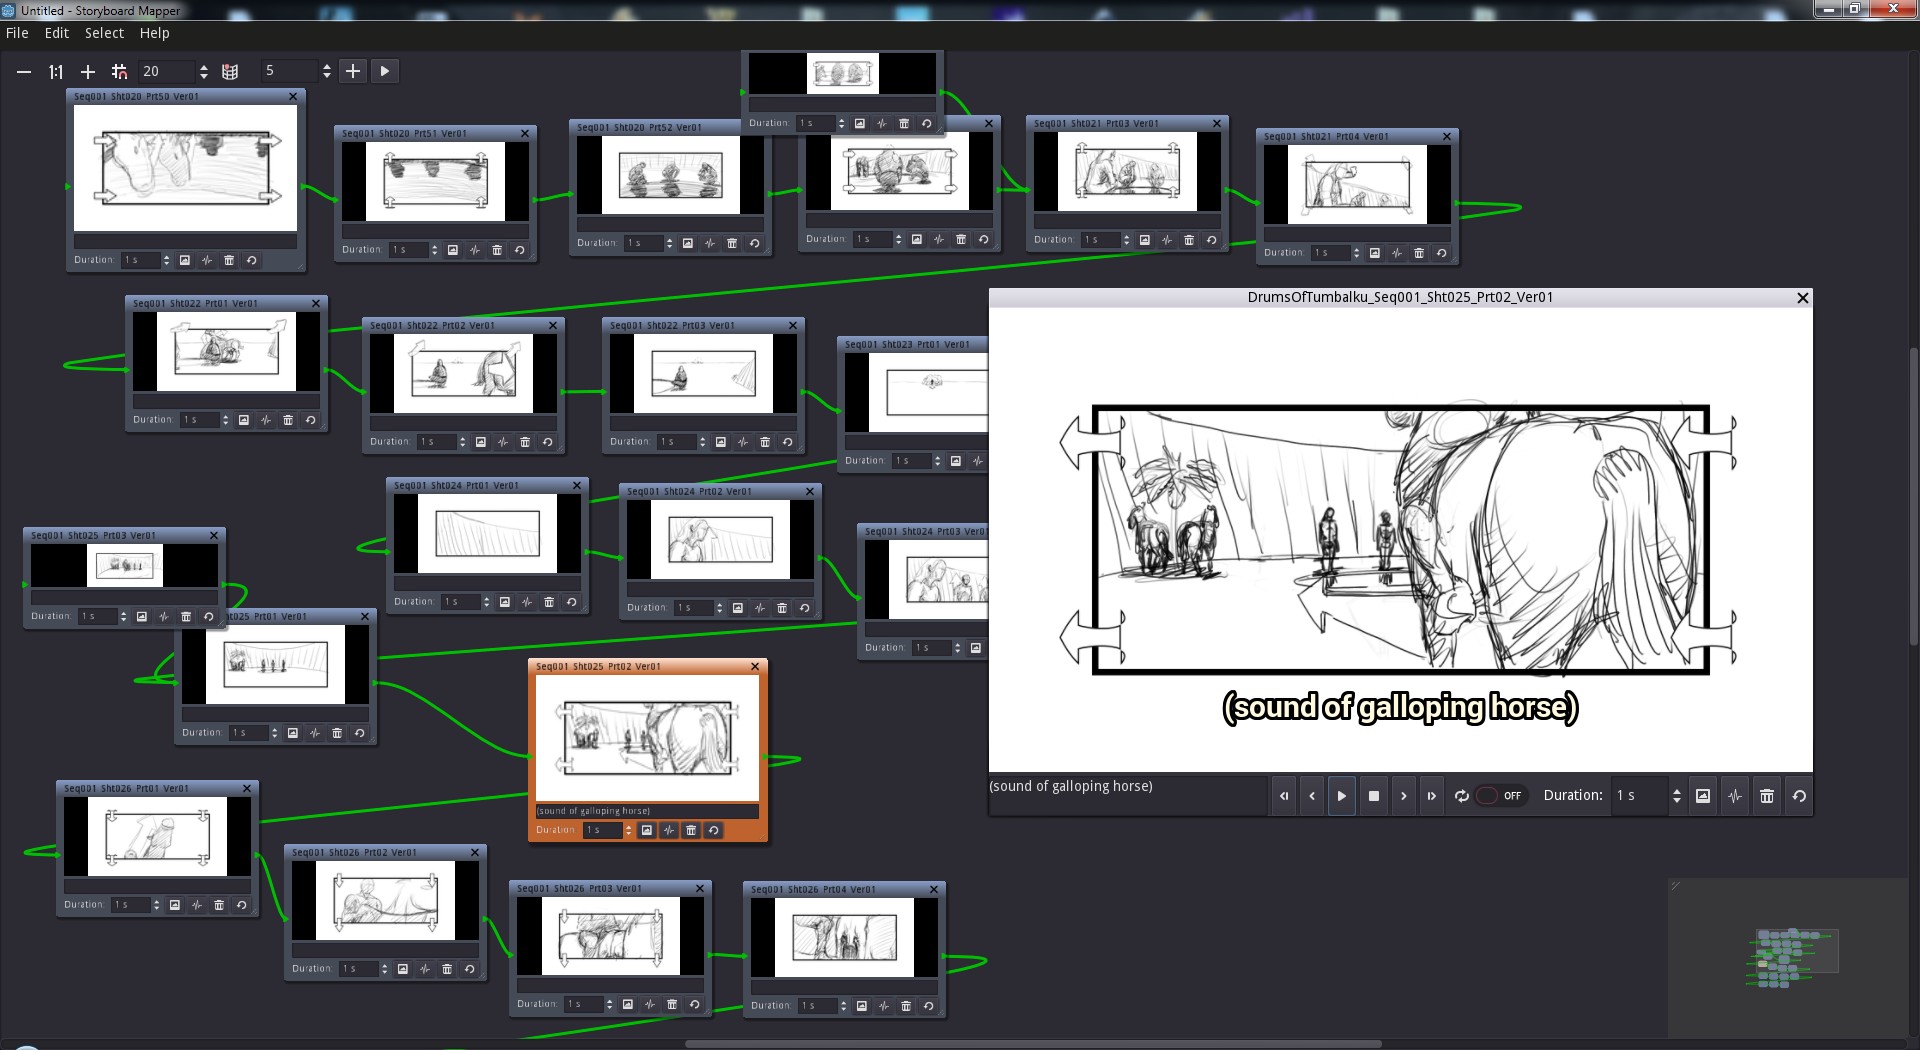 Untitled - Storyboard Mapper
File Edit Select Help
1:1 20 5
Duration: 1 s
Seq001 Sht020 Prt50 Ver01
Duration: 1 s
Seq001 Sht020 Prt51 Ver01
Duration: 1 s
Seq001 Sht020 Prt52 Ver01
Duration: 1 s
Duration: 1 s
Seq001 Sht021 Prt03 Ver01
Duration: 1 s
Seq001 Sht021 Prt04 Ver01
Duration: 1 s
Seq001 Sht022 Prt01 Ver01
Duration: 1 s
Seq001 Sht022 Prt02 Ver01
Duration: 1 s
Seq001 Sht022 Prt03 Ver01
Duration: 1 s
Seq001 Sht023 Prt01 Ver01
Duration: 1 s
DrumsOfTumbalku_Seq001_Sht025_Prt02_Ver01
(sound of galloping horse)
(sound of galloping horse)
OFF
Duration: 1 s
Seq001 Sht024 Prt01 Ver01
Duration: 1 s
Seq001 Sht024 Prt02 Ver01
Duration: 1 s
Seq001 Sht024 Prt03 Ver01
Duration: 1 s
Seq001 Sht025 Prt03 Ver01
Duration: 1 s
ht025 Prt01 Ver01
Duration: 1 s
Seq001 Sht025 Prt02 Ver01
(sound of galloping horse)
Duration: 1 s
Seq001 Sht026 Prt01 Ver01
Duration: 1 s
Seq001 Sht026 Prt02 Ver01
Duration: 1 s
Seq001 Sht026 Prt03 Ver01
Duration: 1 s
Seq001 Sht026 Prt04 Ver01
Duration: 1 s